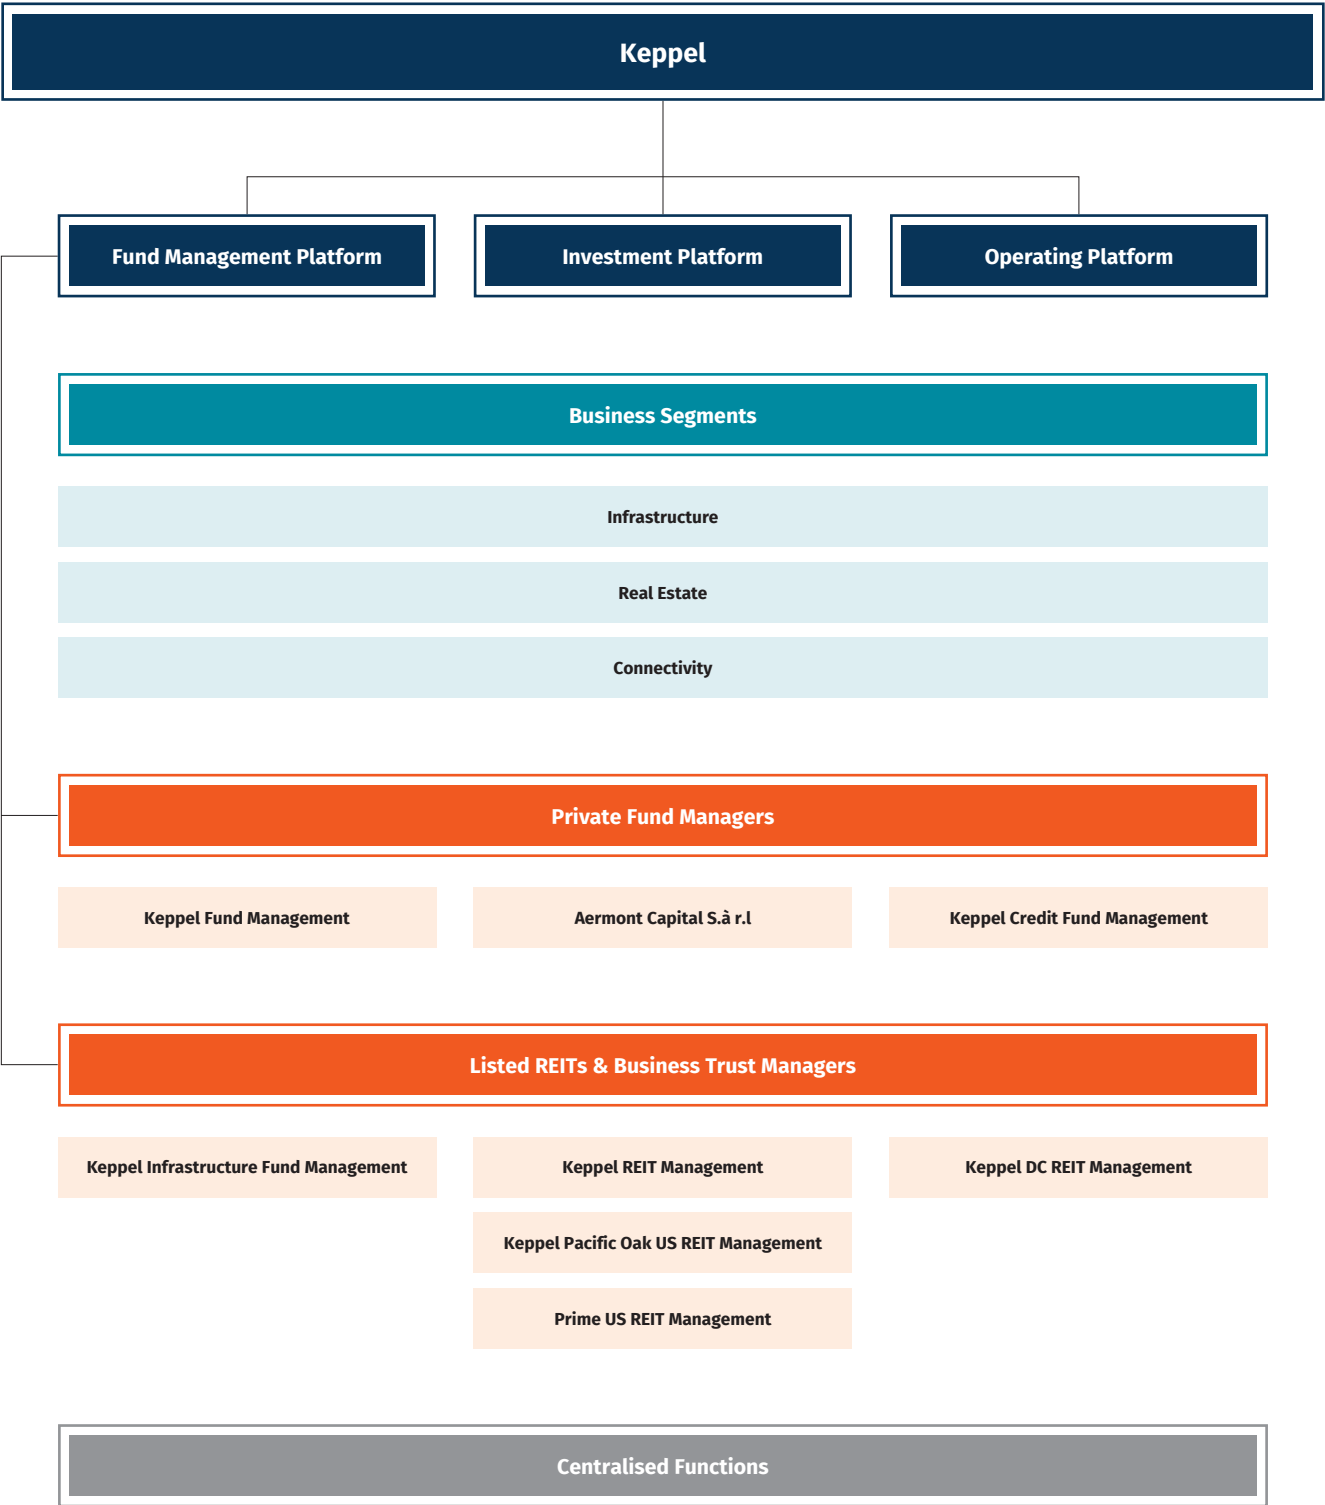 Keppel
Fund Management Platform
Investment Platform
Operating Platform
Business Segments
Infrastructure
Real Estate
Connectivity
Private Fund Managers
Keppel Fund Management
Aermont Capital S.à r.l
Keppel Credit Fund Management
Listed REITs & Business Trust Managers
Keppel Infrastructure Fund Management
Keppel REIT Management
Keppel DC REIT Management
Keppel Pacific Oak US REIT Management
Prime US REIT Management
Centralised Functions